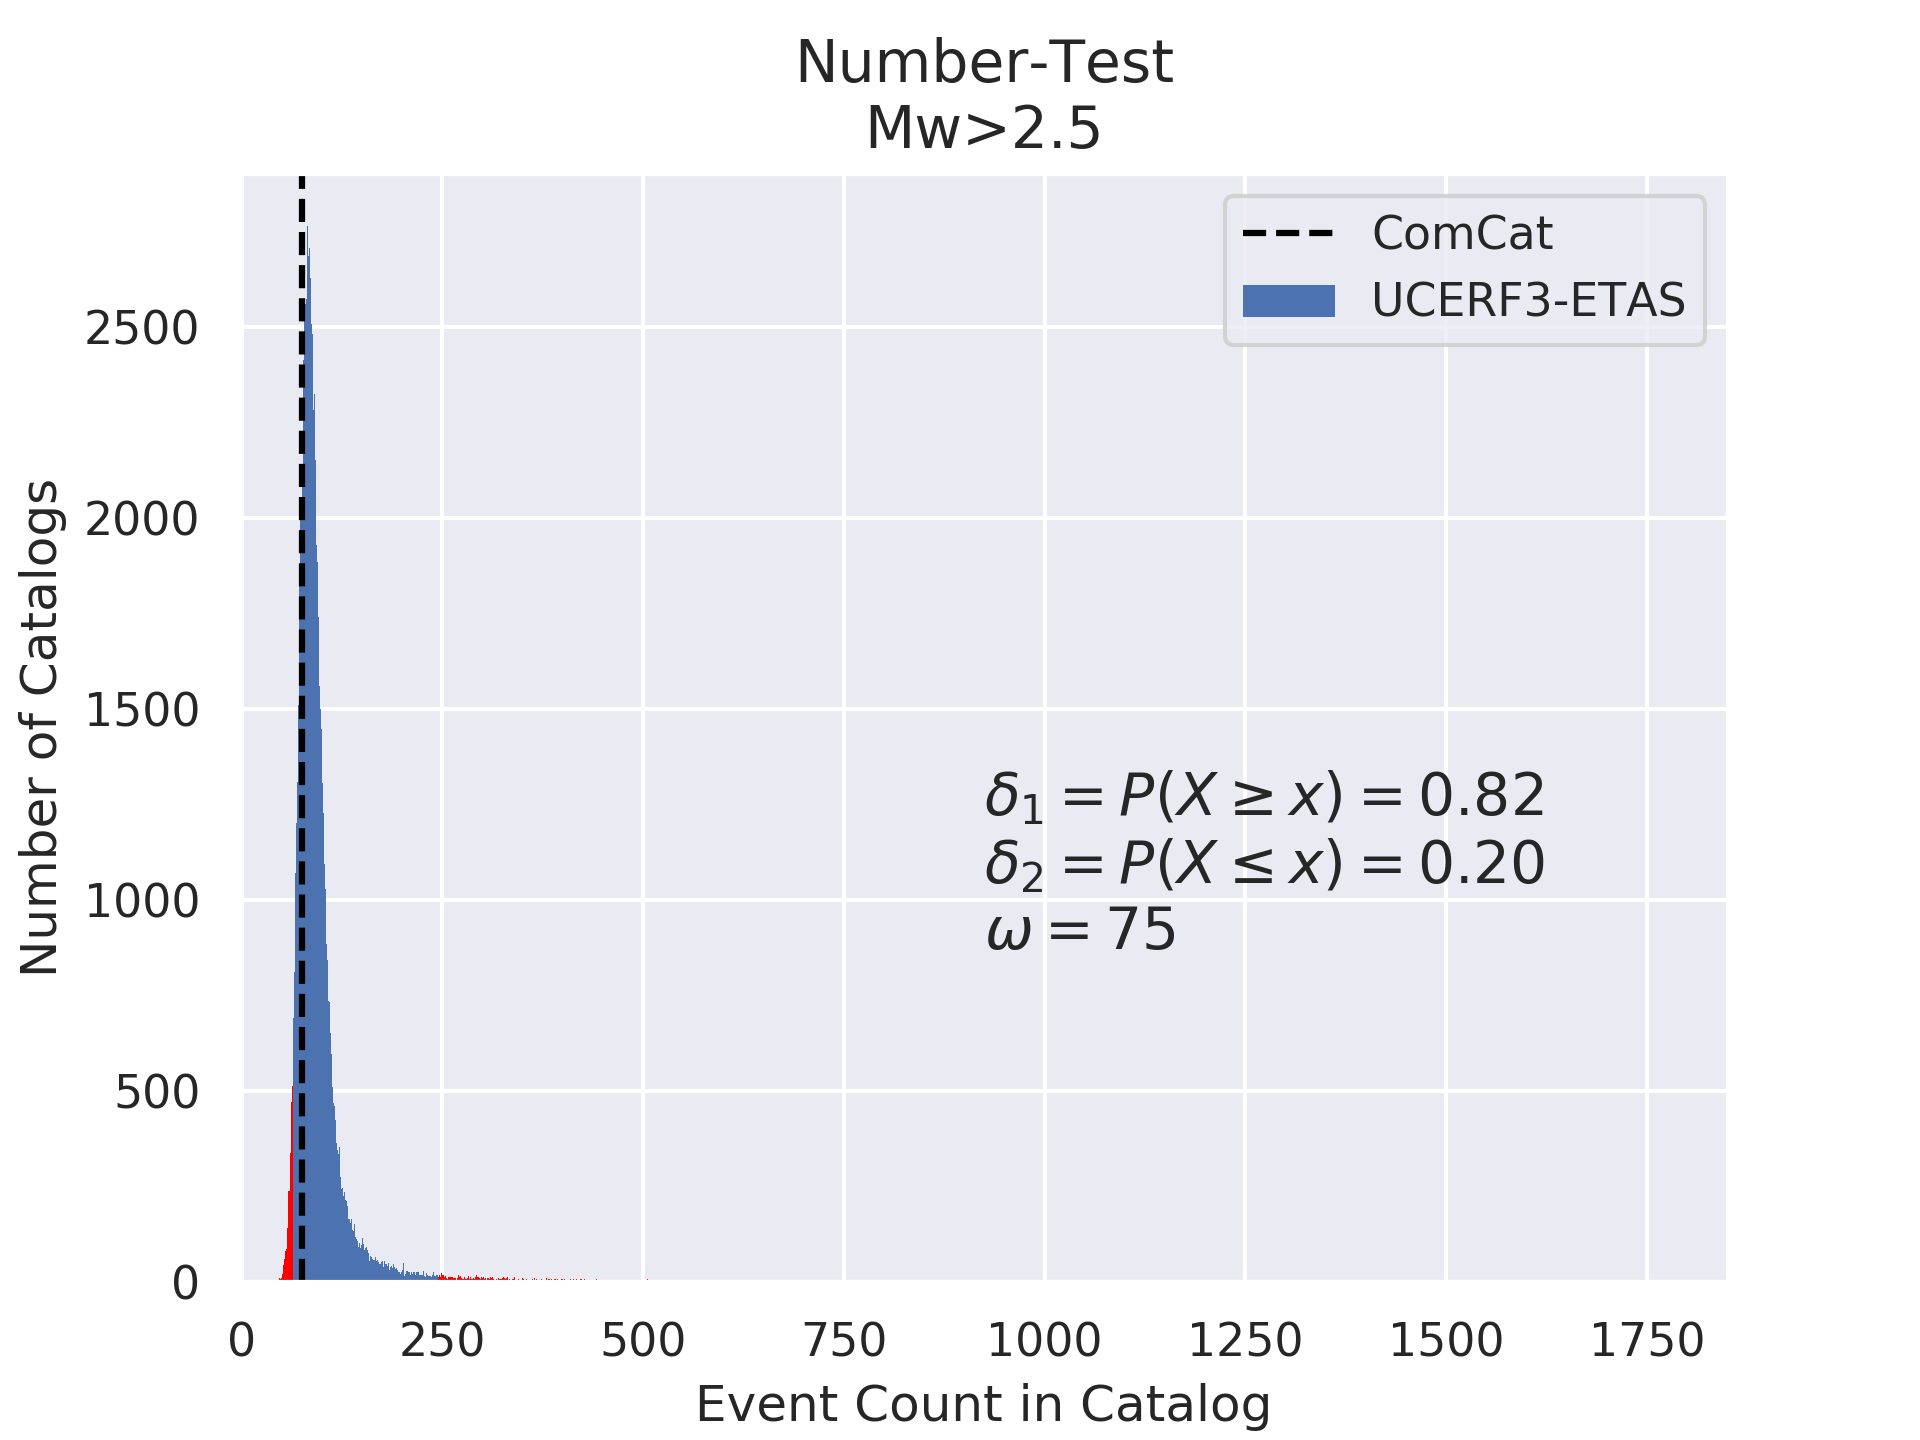 Number-Test
Mw>2.5
ComCat
UCERF3-ETAS
Number of Catalogs
2500
2000
1500
1000
500
0
δ₁ = P(X ≥ x) = 0.82
δ₂ = P(X ≤ x) = 0.20
ω = 75
0 250 500 750 1000 1250 1500 1750
Event Count in Catalog